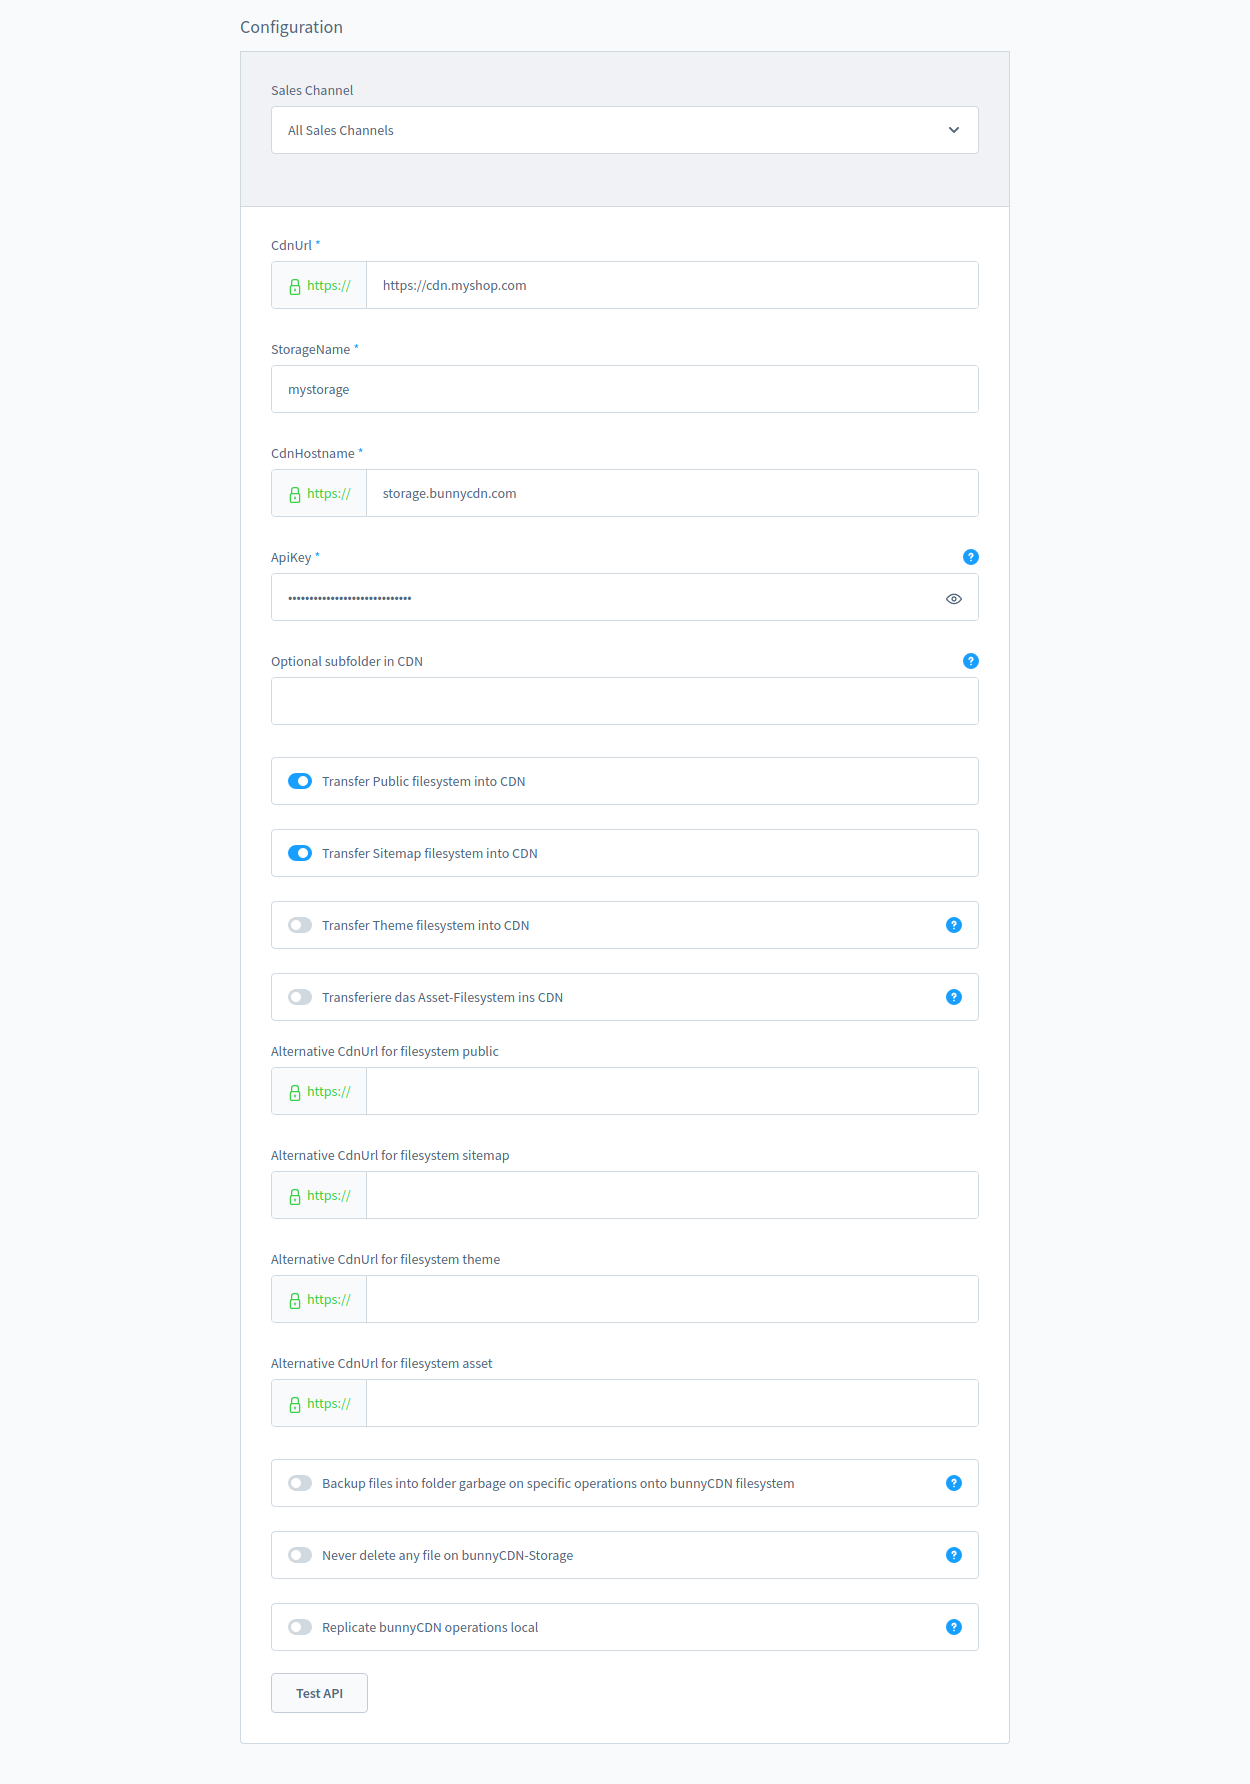 Configuration
Sales Channel
All Sales Channels
CdnUrl *
https://
https://cdn.myshop.com
StorageName *
mystorage
CdnHostname *
https://
storage.bunnycdn.com
ApiKey *
?
•••••••••••••••••••••••••••••
Optional subfolder in CDN
?
Transfer Public filesystem into CDN
Transfer Sitemap filesystem into CDN
Transfer Theme filesystem into CDN
?
Transferiere das Asset-Filesystem ins CDN
?
Alternative CdnUrl for filesystem public
https://
Alternative CdnUrl for filesystem sitemap
https://
Alternative CdnUrl for filesystem theme
https://
Alternative CdnUrl for filesystem asset
https://
Backup files into folder garbage on specific operations onto bunnyCDN filesystem
?
Never delete any file on bunnyCDN-Storage
?
Replicate bunnyCDN operations local
?
Test API